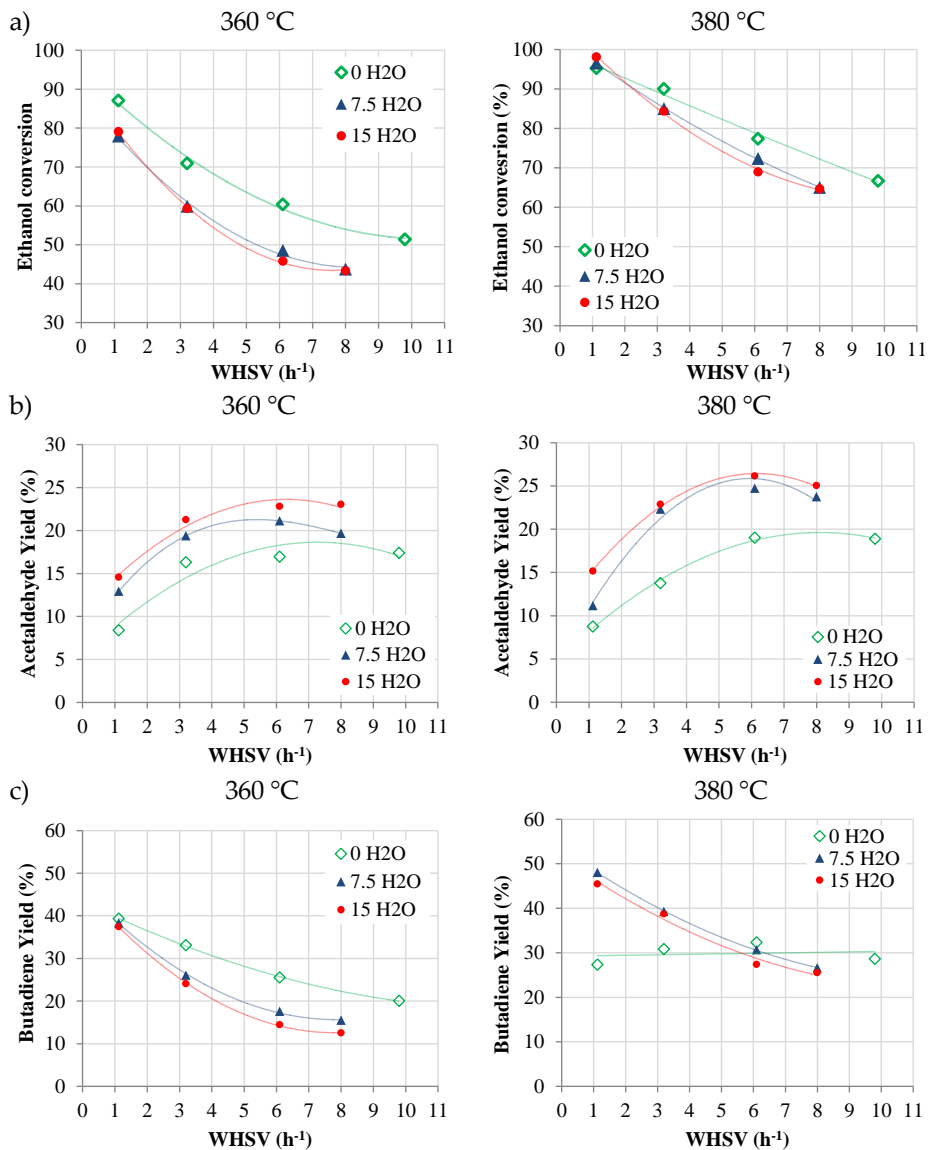 a)
360 °C
Ethanol conversion
100
90
80
70
60
50
40
30
0 1 2 3 4 5 6 7 8 9 10 11
WHSV (h-1)
0 H2O
7.5 H2O
15 H2O
380 °C
Ethanol convesrion (%)
100
90
80
70
60
50
40
30
0 1 2 3 4 5 6 7 8 9 10 11
WHSV (h-1)
0 H2O
7.5 H2O
15 H2O
b)
360 °C
Acetaldehyde Yield (%)
30
25
20
15
10
5
0
0 1 2 3 4 5 6 7 8 9 10 11
WHSV (h-1)
0 H2O
7.5 H2O
15 H2O
380 °C
Acetaldehyde Yield (%)
30
25
20
15
10
5
0
0 1 2 3 4 5 6 7 8 9 10 11
WHSV (h-1)
0 H2O
7.5 H2O
15 H2O
c)
360 °C
Butadiene Yield (%)
60
50
40
30
20
10
0
0 1 2 3 4 5 6 7 8 9 10 11
WHSV (h-1)
0 H2O
7.5 H2O
15 H2O
380 °C
Butadiene Yield (%)
60
50
40
30
20
10
0
0 1 2 3 4 5 6 7 8 9 10 11
WHSV (h-1)
0 H2O
7.5 H2O
15 H2O